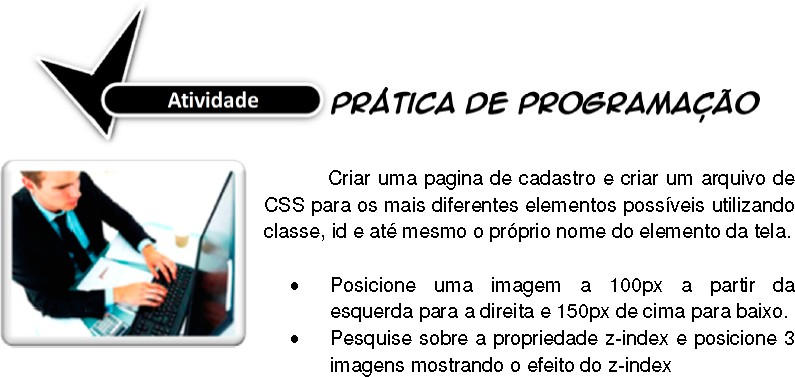 Atividade
PRÁTICA DE PROGRAMAÇÃO
Criar uma pagina de cadastro e criar um arquivo de
CSS para os mais diferentes elementos possíveis utilizando
classe, id e até mesmo o próprio nome do elemento da tela.
• Posicione uma imagem a 100px a partir da
esquerda para a direita e 150px de cima para baixo.
• Pesquise sobre a propriedade z-index e posicione 3
imagens mostrando o efeito do z-index